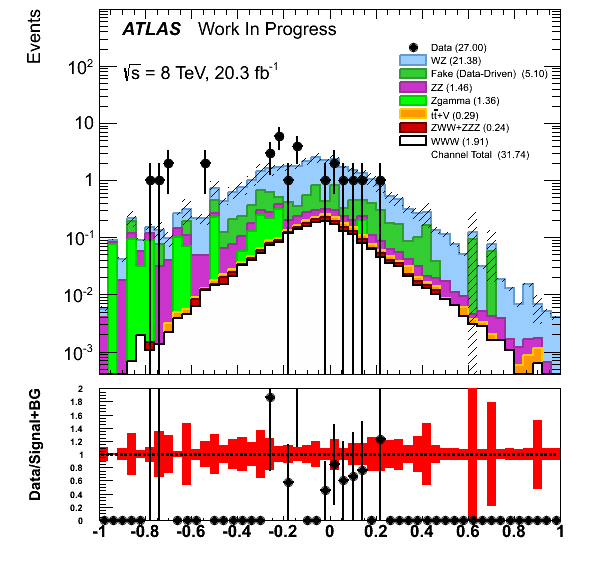 ATLAS Work In Progress
√s = 8 TeV, 20.3 fb⁻¹
Events
10²
10
1
10⁻¹
10⁻²
10⁻³
Data (27.00)
WZ (21.38)
Fake (Data-Driven) (5.10)
ZZ (1.46)
Zgamma (1.36)
tt̄+V (0.29)
ZWW+ZZZ (0.24)
WWW (1.91)
Channel Total (31.74)
Data/Signal+BG
2
1.8
1.6
1.4
1.2
1
0.8
0.6
0.4
0.2
0
-1 -0.8 -0.6 -0.4 -0.2 0 0.2 0.4 0.6 0.8 1